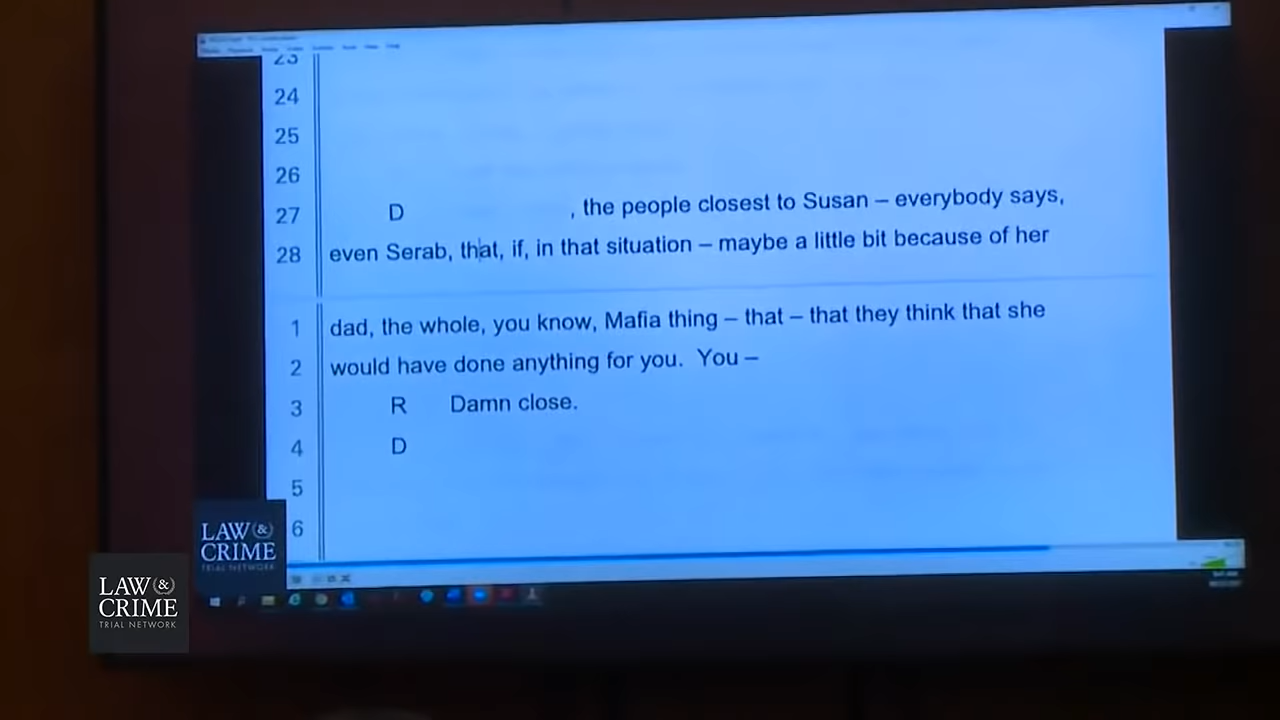 23
24
25
26
27 D , the people closest to Susan – everybody says,
28 even Serab, that, if, in that situation – maybe a little bit because of her
1 dad, the whole, you know, Mafia thing – that – that they think that she
2 would have done anything for you. You –
3 R Damn close.
4 D
5
6
LAW & CRIME
TRIAL NETWORK
LAW &
CRIME
TRIAL NETWORK